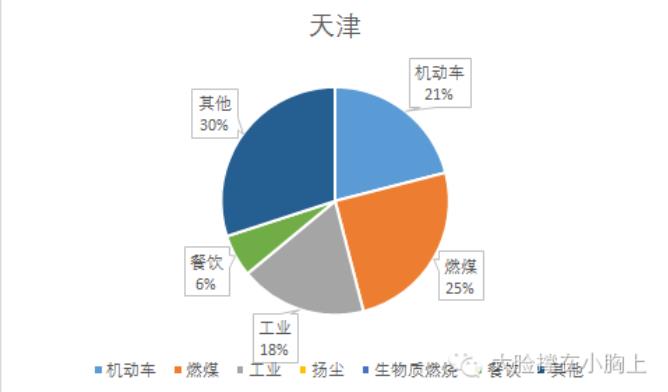 天津
机动车
21%
其他
30%
餐饮
6%
燃煤
25%
工业
18%
机动车 燃煤 工业 扬尘 生物质燃烧 餐饮 其他
大脸撑在小胸上